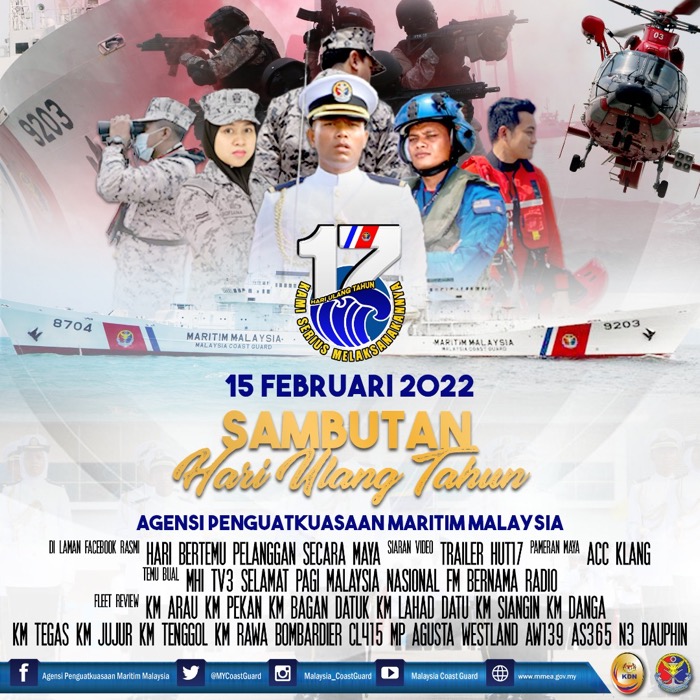 03
9203
17
HARI ULANG TAHUN
KAMI SERIUS MELAKSANAKANNYA
8704
MARITIM MALAYSIA
MALAYSIA COAST GUARD
MARITIM MALAYSIA
MALAYSIA COAST GUARD
9203
15 FEBRUARI 2022
SAMBUTAN
Hari Ulang Tahun
AGENSI PENGUATKUASAAN MARITIM MALAYSIA
DI LAMAN FACEBOOK RASMI HARI BERTEMU PELANGGAN SECARA MAYA SIARAN VIDEO TRAILER HUT17 PAMERAN MAYA ACC KLANG
TEMU BUAL MHI TV3 SELAMAT PAGI MALAYSIA NASIONAL FM BERNAMA RADIO
FLEET REVIEW KM ARAU KM PEKAN KM BAGAN DATUK KM LAHAD DATU KM SIANGIN KM DANGA
KM TEGAS KM JUJUR KM TENGGOL KM RAWA BOMBARDIER CL415 MP AGUSTA WESTLAND AW139 AS365 N3 DAUPHIN
Agensi Penguatkuasaan Maritim Malaysia @MYCoastGuard Malaysia_CoastGuard Malaysia Coast Guard www.mmea.gov.my KDN